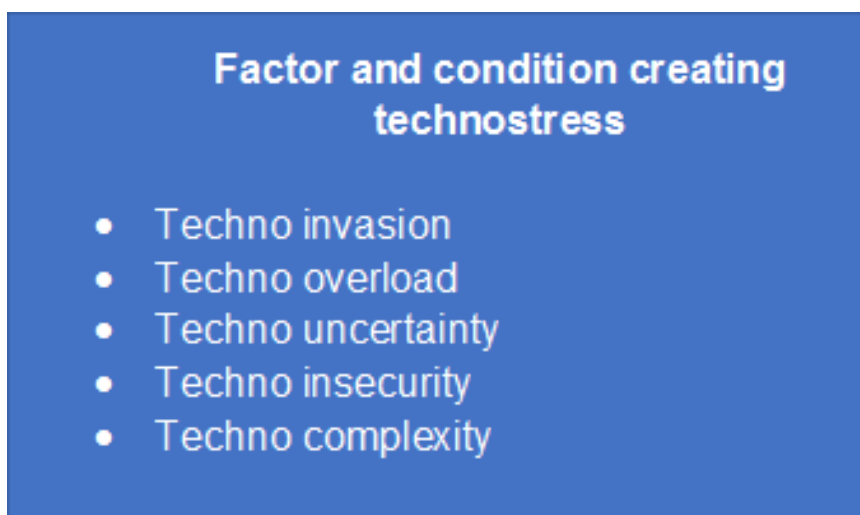 Factor and condition creating
technostress
• Techno invasion
• Techno overload
• Techno uncertainty
• Techno insecurity
• Techno complexity